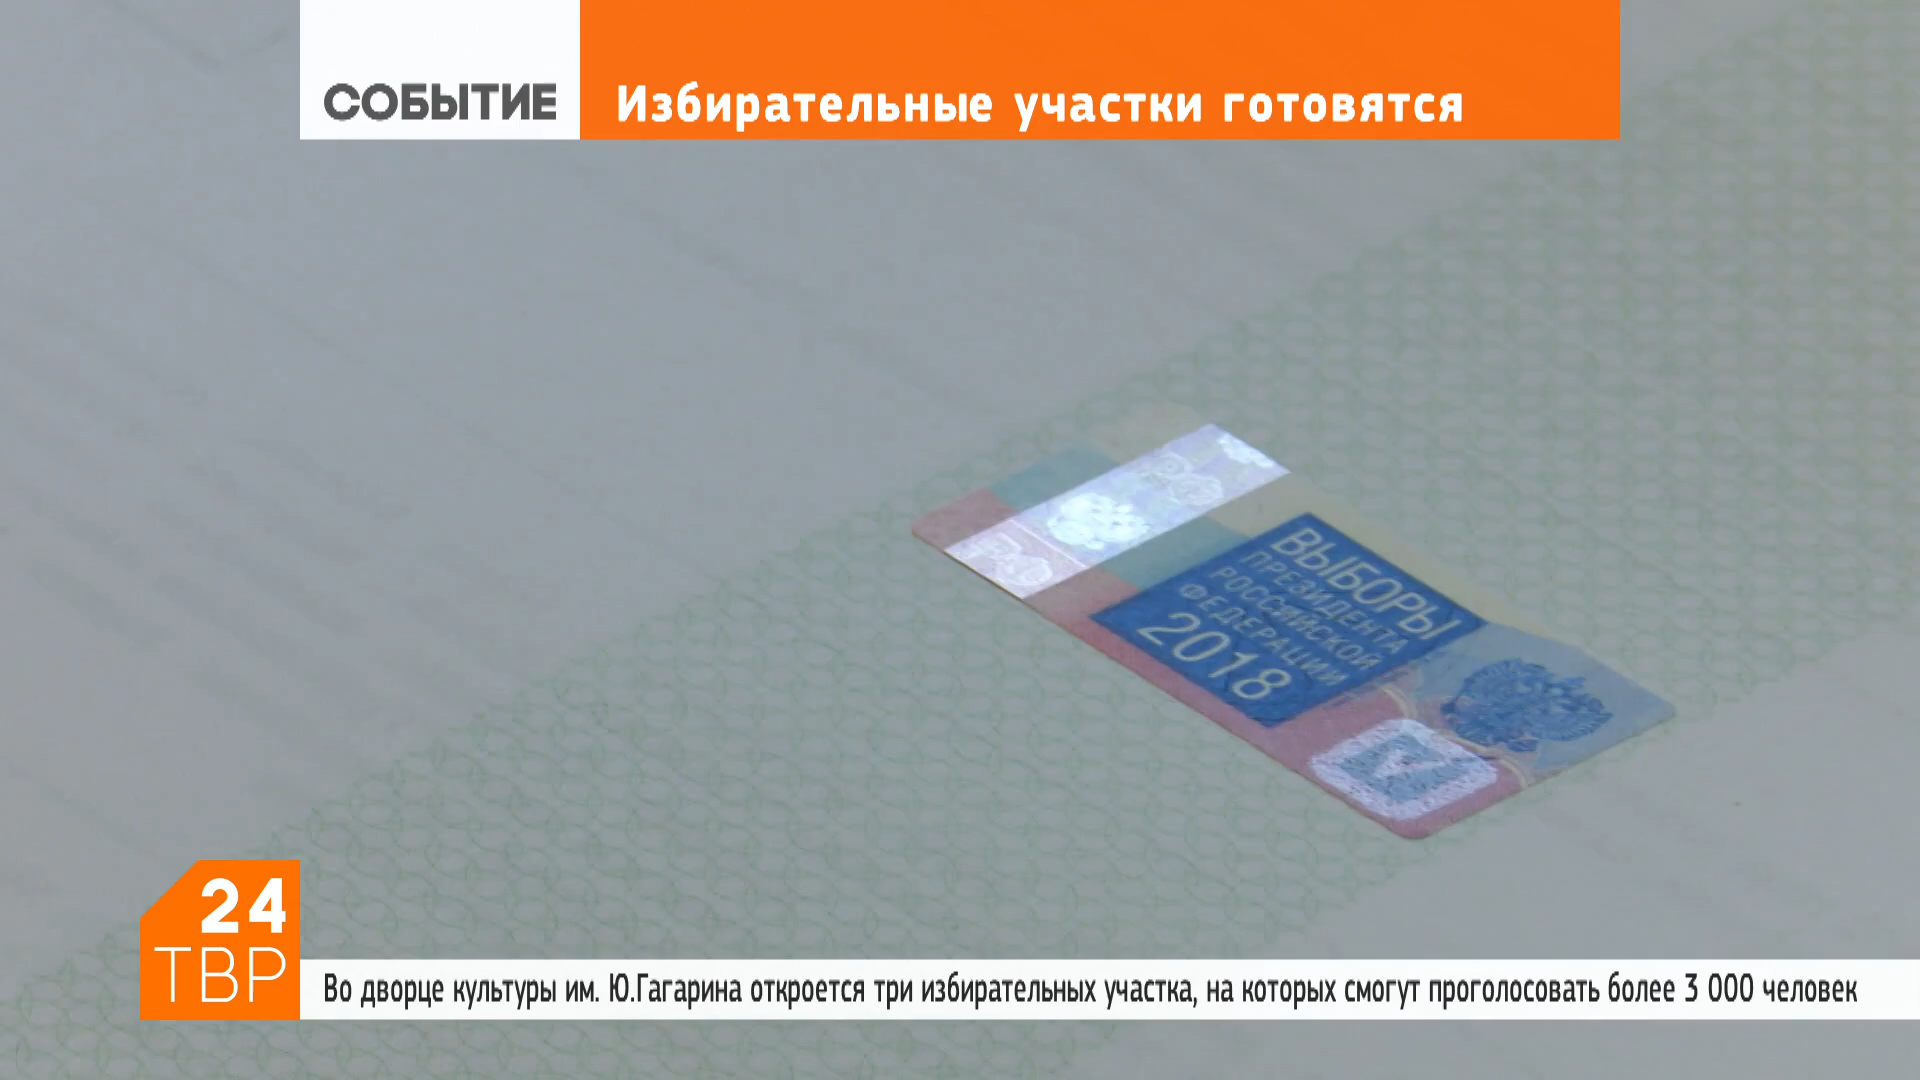 СОБЫТИЕ
Избирательные участки готовятся
ВЫБОРЫ
ПРЕЗИДЕНТА
РОССИЙСКОЙ
ФЕДЕРАЦИИ
2018
24
ТВР
Во дворце культуры им. Ю.Гагарина откроется три избирательных участка, на которых смогут проголосовать более 3 000 человек